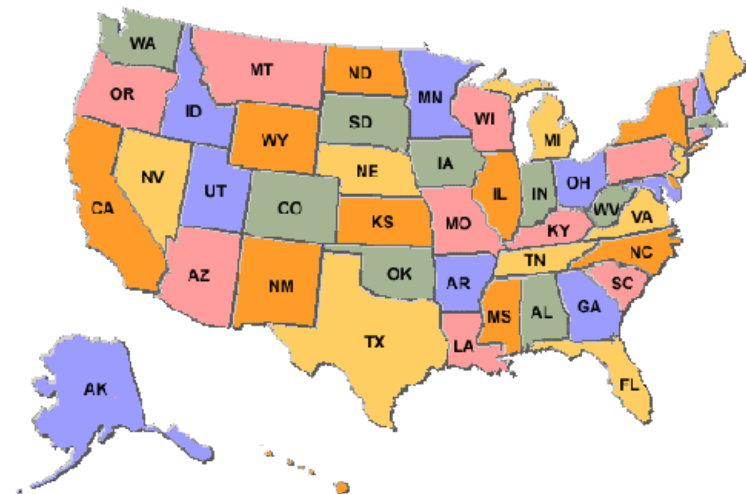 WA
MT
ND
MN
OR
ID
SD
WI
MI
WY
IA
NE
NV
UT
IL
IN
OH
WV
CO
CA
KS
MO
KY
VA
TN
NC
AZ
NM
OK
AR
SC
MS
AL
GA
TX
LA
FL
AK